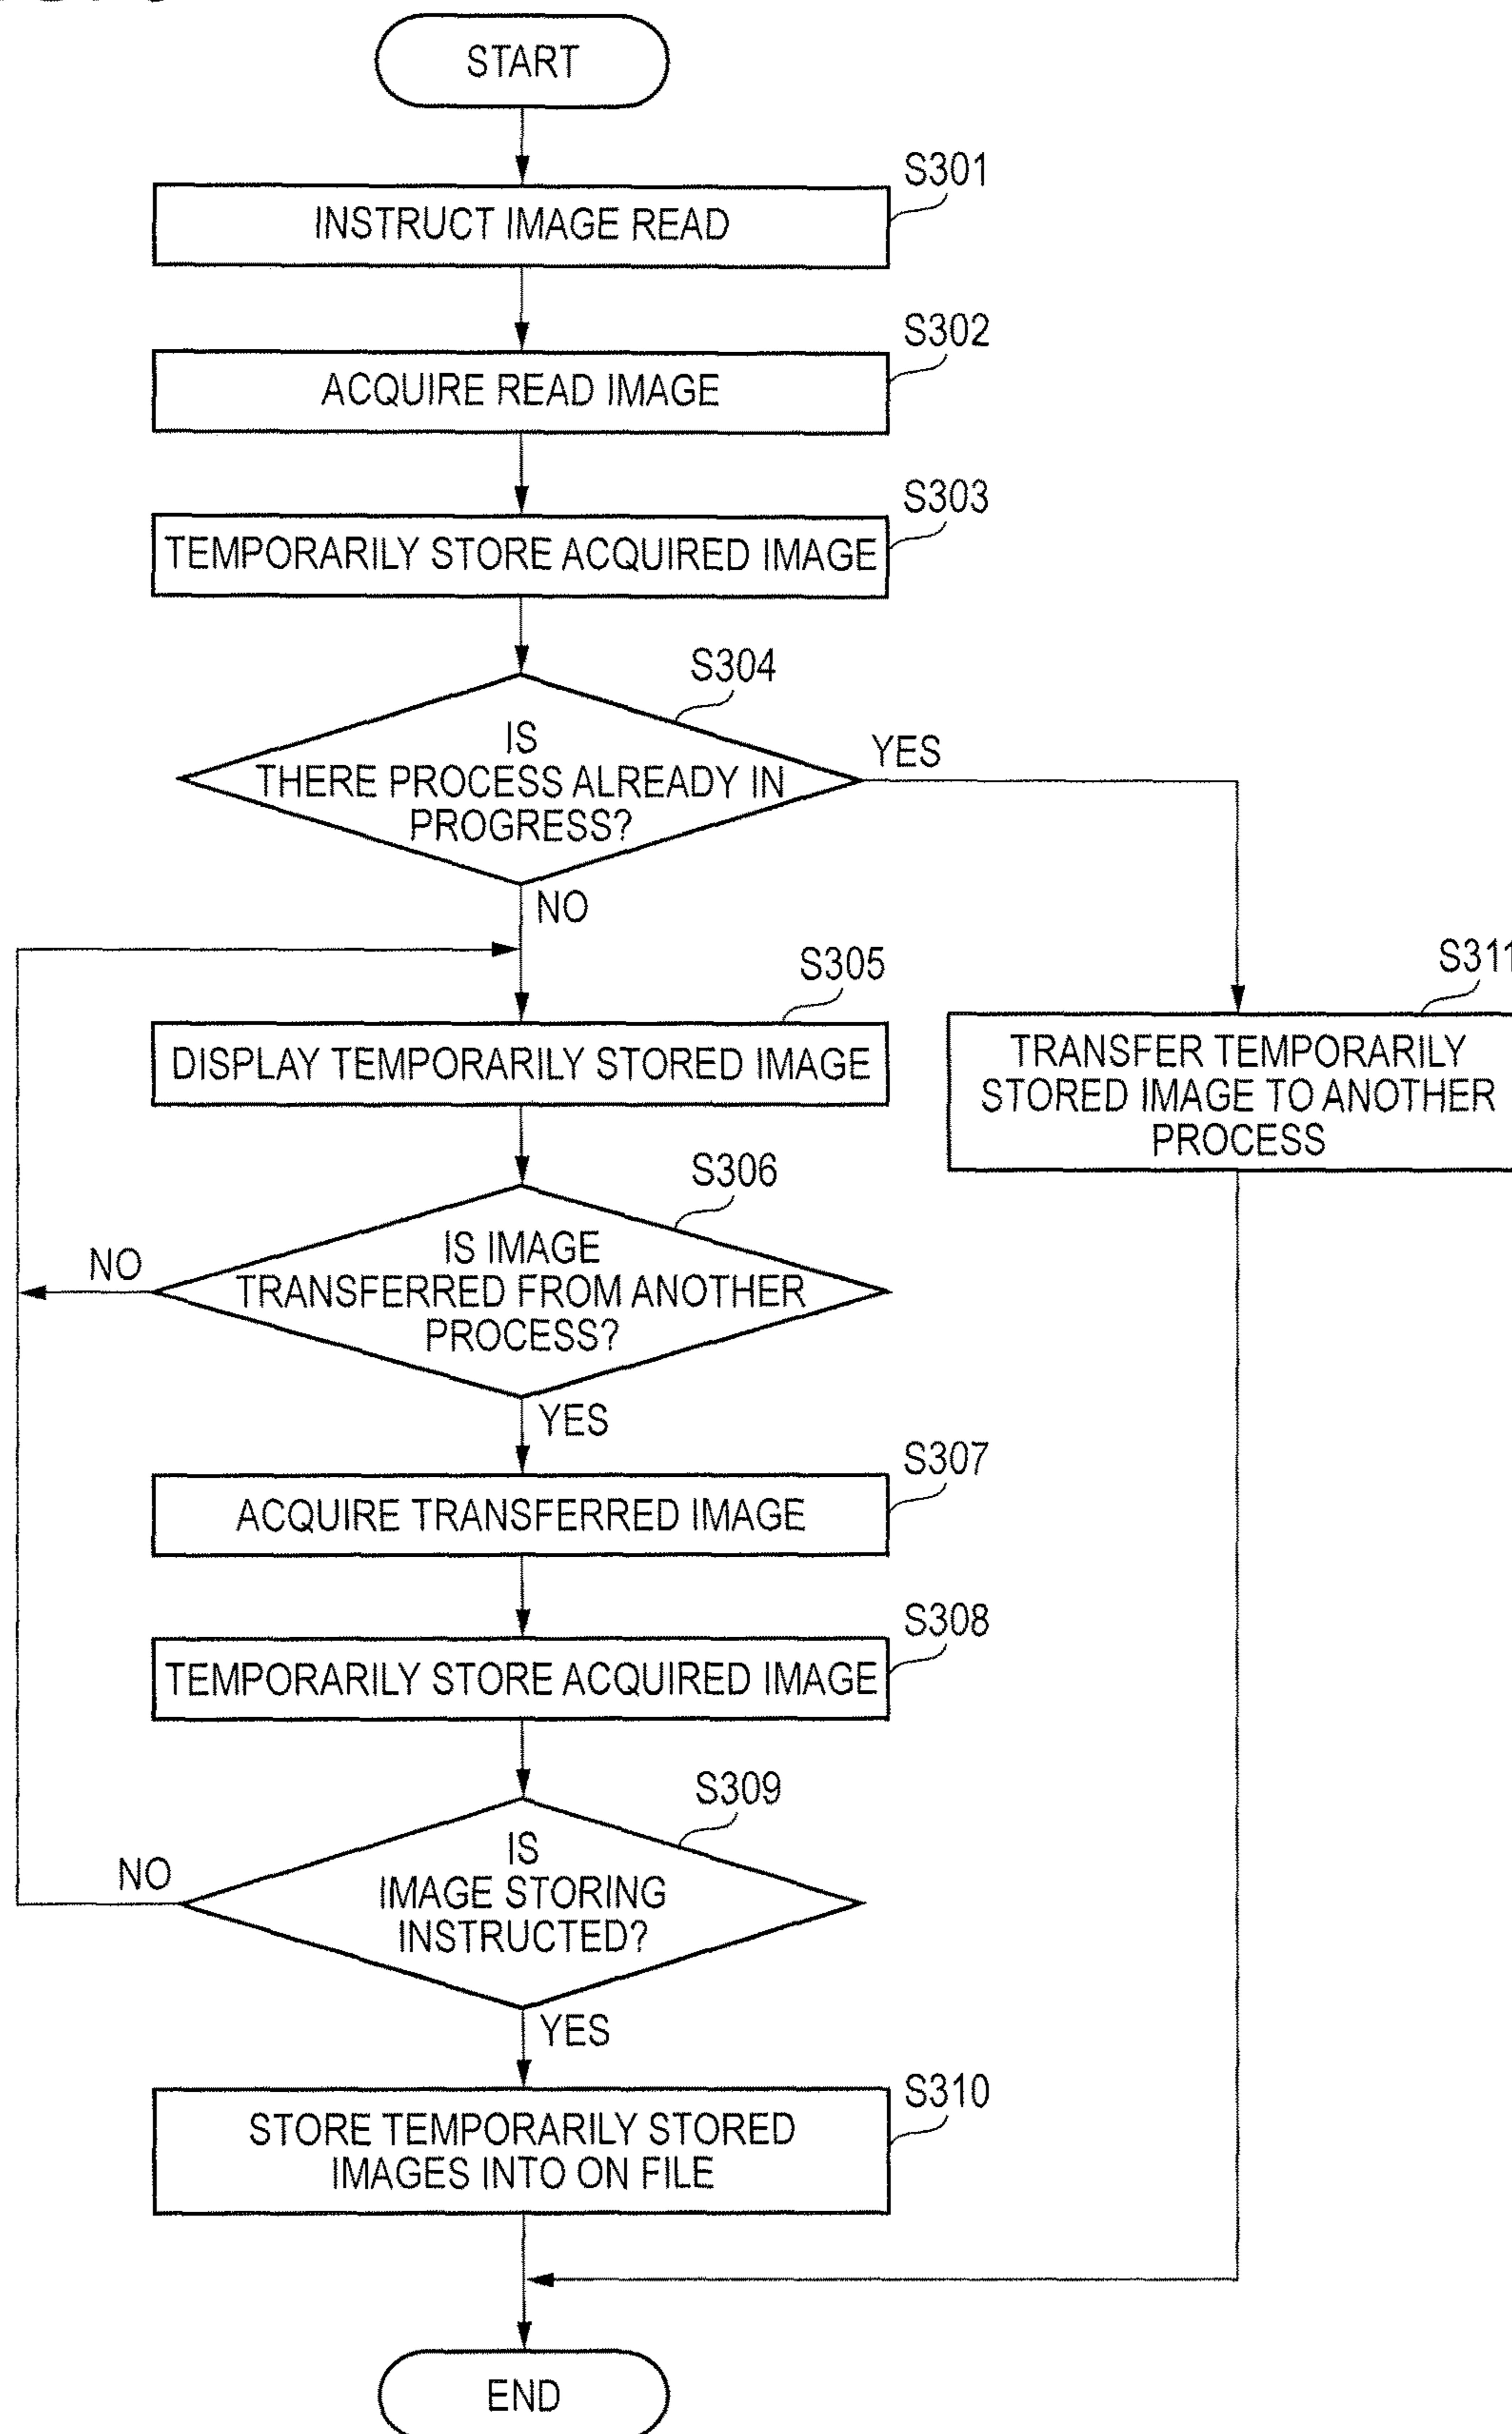 START
S301
INSTRUCT IMAGE READ
S302
ACQUIRE READ IMAGE
S303
TEMPORARILY STORE ACQUIRED IMAGE
S304
IS
THERE PROCESS ALREADY IN
PROGRESS?
YES
NO
S305
DISPLAY TEMPORARILY STORED IMAGE
S311
TRANSFER TEMPORARILY
STORED IMAGE TO ANOTHER
PROCESS
S306
IS IMAGE
TRANSFERRED FROM ANOTHER
PROCESS?
NO
YES
S307
ACQUIRE TRANSFERRED IMAGE
S308
TEMPORARILY STORE ACQUIRED IMAGE
S309
IS
IMAGE STORING
INSTRUCTED?
NO
YES
S310
STORE TEMPORARILY STORED
IMAGES INTO ON FILE
END